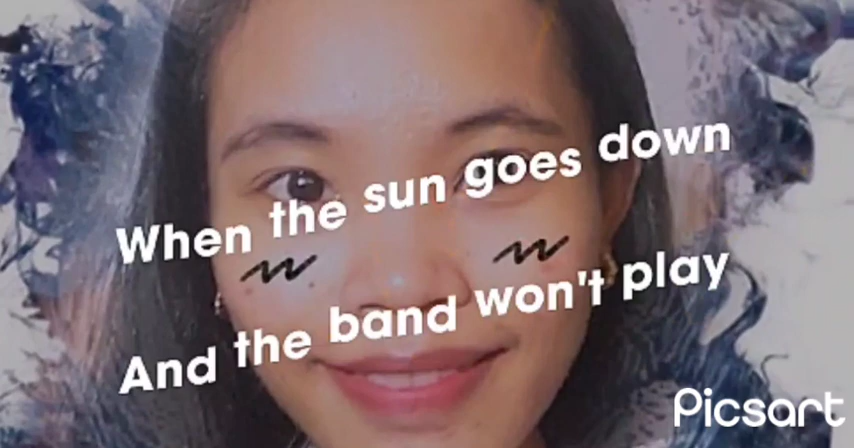 When the sun goes down
And the band won't play
Picsart